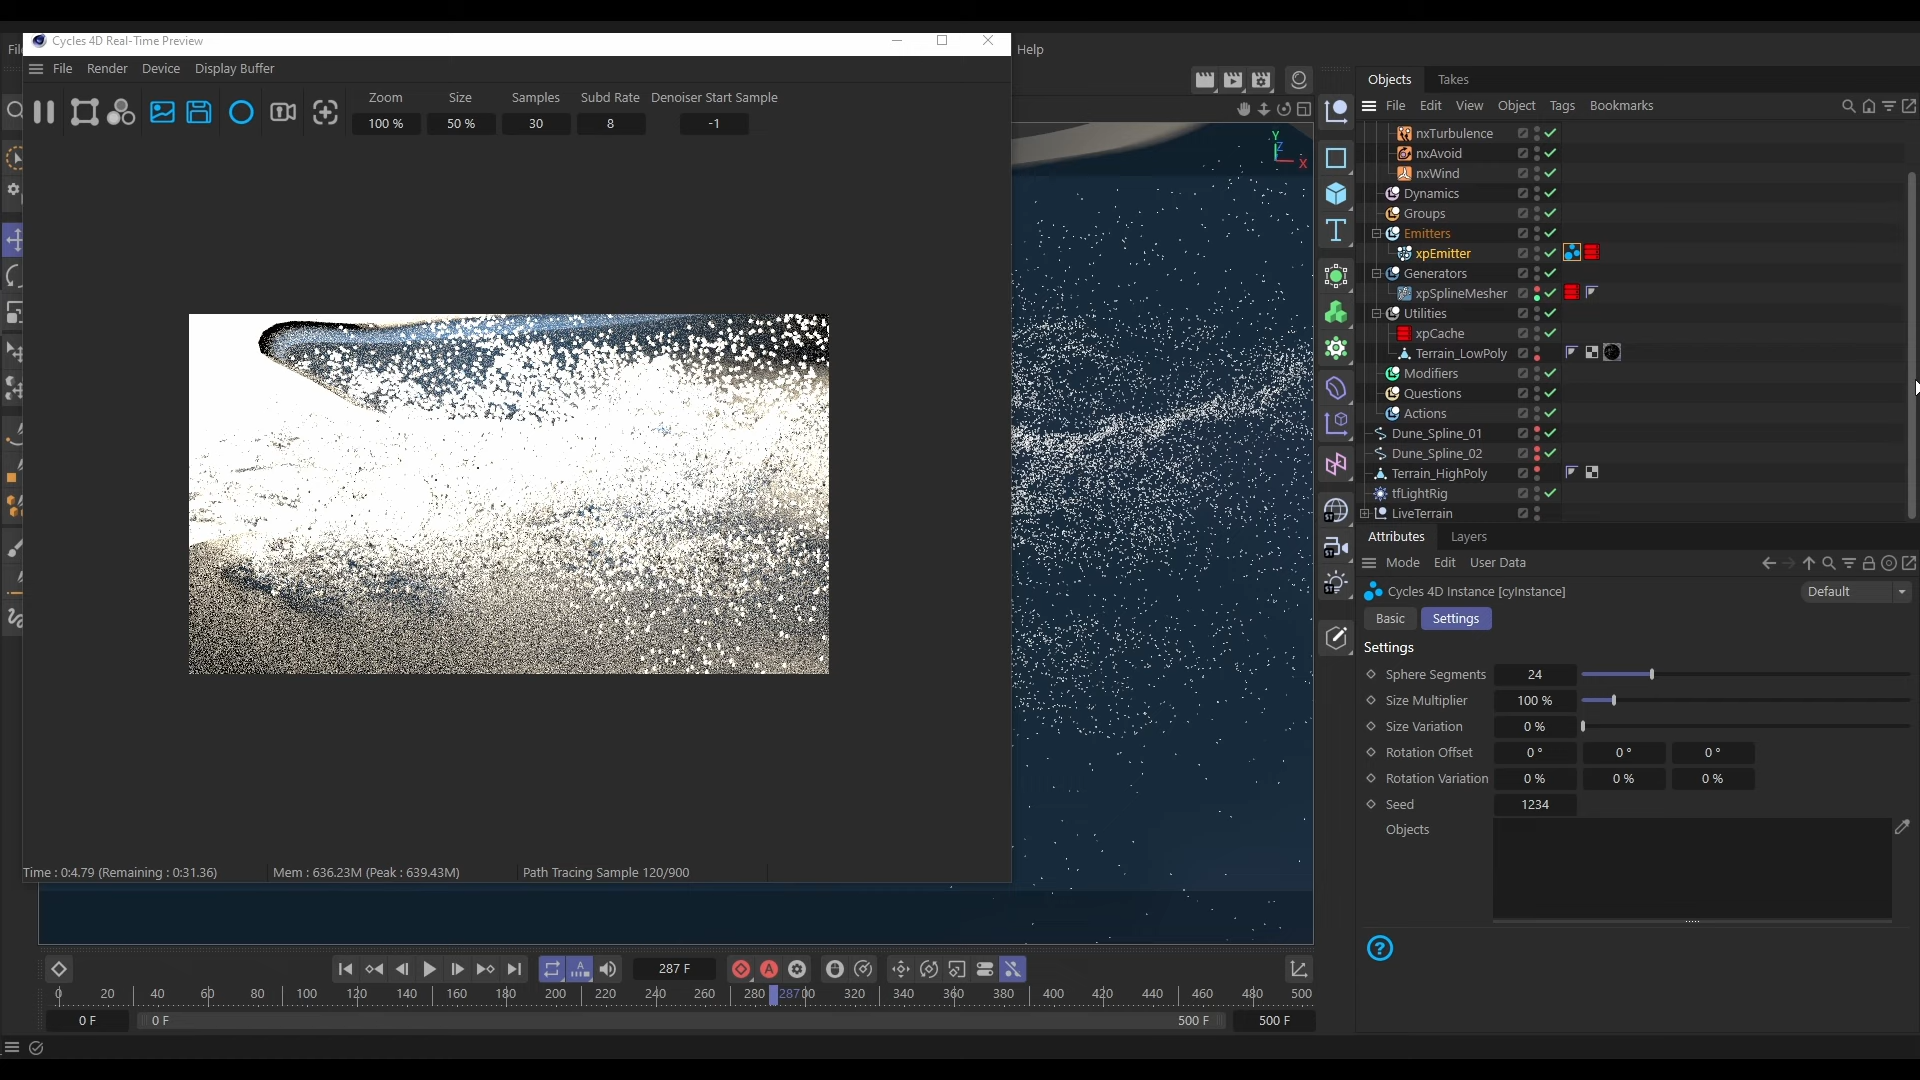 Cycles 4D Real-Time Preview
File Render Device Display Buffer
Help
Zoom Size Samples Subd Rate Denoiser Start Sample
100 % 50 % 30 8 -1
Y
Z
X
Time : 0:4.79 (Remaining : 0:31.36) Mem : 636.23M (Peak : 639.43M) Path Tracing Sample 120/900
287 F
0 20 40 60 80 100 120 140 160 180 200 220 240 260 280 287 320 340 360 380 400 420 440 460 480 500
0 F 0 F 500 F 500 F
Objects Takes
File Edit View Object Tags Bookmarks
nxTurbulence
nxAvoid
nxWind
Dynamics
Groups
Emitters
xpEmitter
Generators
xpSplineMesher
Utilities
xpCache
Terrain_LowPoly
Modifiers
Questions
Actions
Dune_Spline_01
Dune_Spline_02
Terrain_HighPoly
tfLightRig
LiveTerrain
Attributes Layers
Mode Edit User Data
Cycles 4D Instance [cyInstance] Default
Basic Settings
Settings
Sphere Segments 24
Size Multiplier 100 %
Size Variation 0 %
Rotation Offset 0 ° 0 ° 0 °
Rotation Variation 0 % 0 % 0 %
Seed 1234
Objects